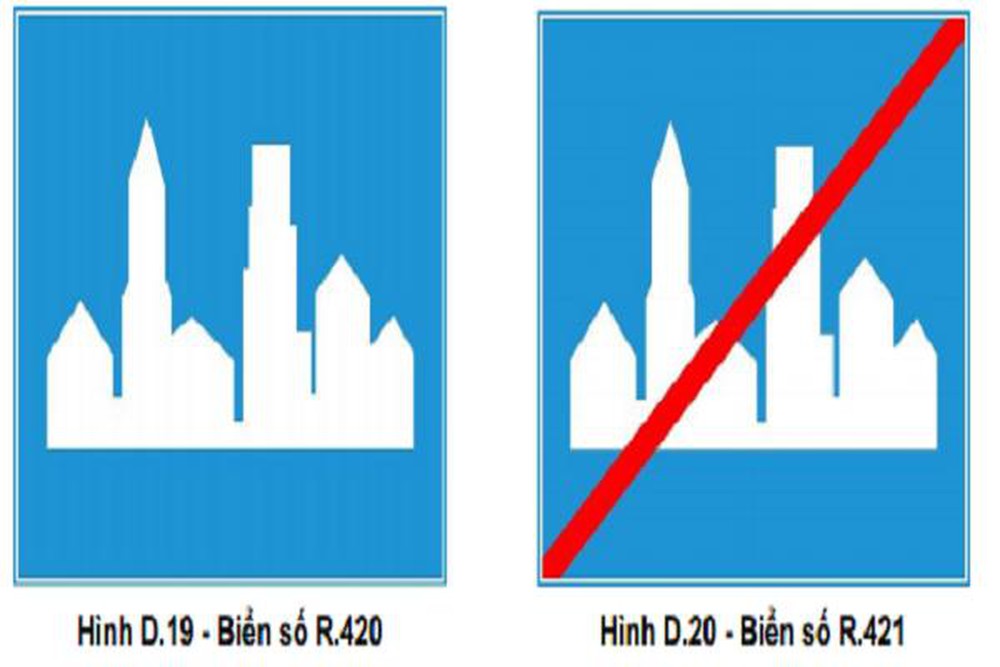 Hình D.19 - Biển số R.420
Hình D.20 - Biển số R.421